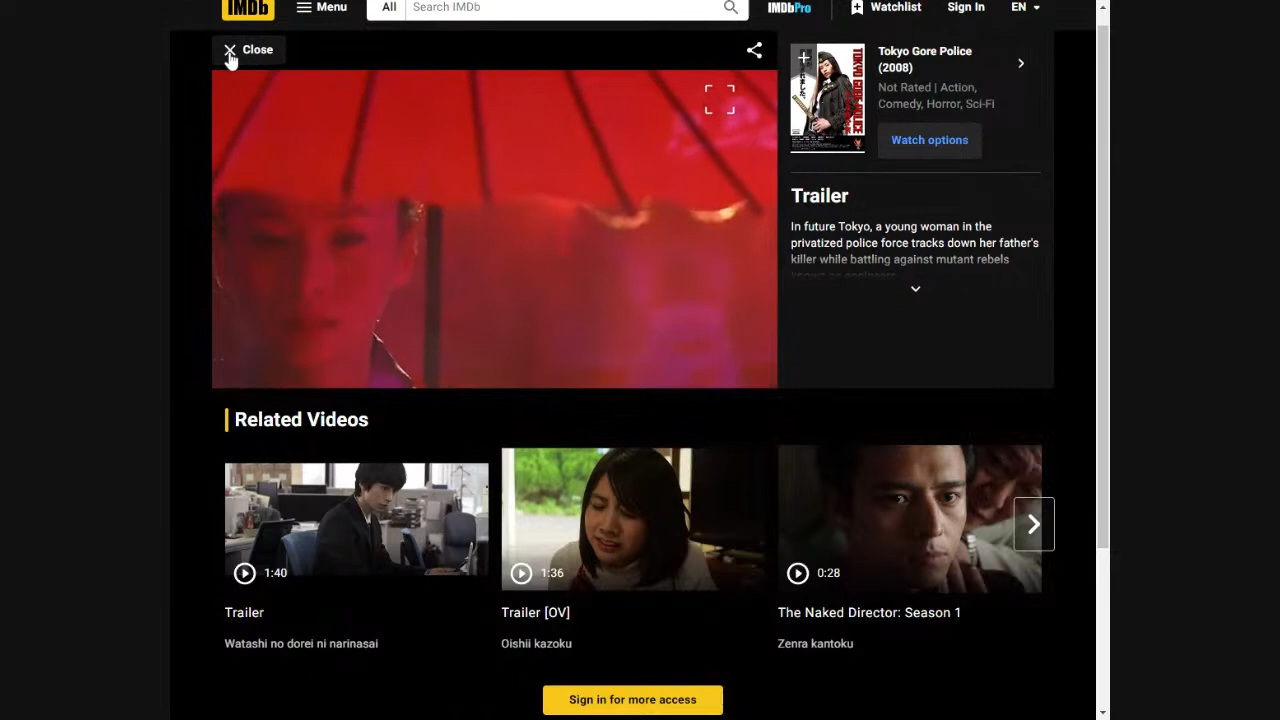 IMDb
Menu
All
Search IMDb
IMDbPro
Watchlist
Sign In
EN
Close
Tokyo Gore Police
(2008)
Not Rated | Action,
Comedy, Horror, Sci-Fi
Watch options
Trailer
In future Tokyo, a young woman in the
privatized police force tracks down her father's
killer while battling against mutant rebels
known as engineers
Related Videos
1:40
1:36
0:28
Trailer
Trailer [OV]
The Naked Director: Season 1
Watashi no dorei ni narinasai
Oishii kazoku
Zenra kantoku
Sign in for more access